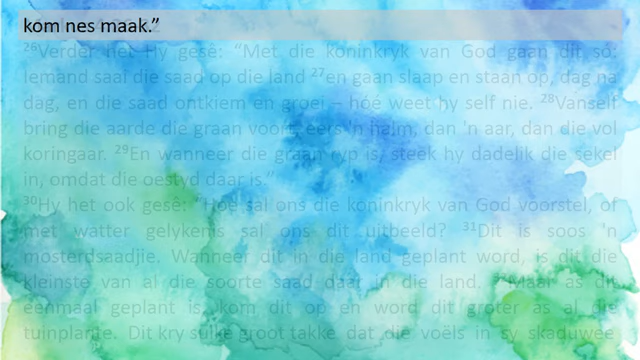 kom nes maak.”
²⁶Verder het Hy gesê: “Met die koninkryk van God gaan dit só:
Iemand saai die saad op die land ²⁷en gaan slaap en staan op, dag na
dag, en die saad ontkiem en groei – hóé weet hy self nie. ²⁸Vanself
bring die aarde die graan voort, eers 'n halm, dan 'n aar, dan die vol
koringaar. ²⁹En wanneer die graan ryp is, steek hy dadelik die sekel
in, omdat die oestyd daar is.”
³⁰Hy het ook gesê: “Hoe sal ons die koninkryk van God voorstel, of
met watter gelykenis sal ons dit uitbeeld? ³¹Dit is soos 'n
mosterdsaadjie. Wanneer dit in die land geplant word, is dit die
kleinste van al die soorte saad daar in die land. ³²Maar as dit
eenmaal geplant is, kom dit op en word dit groter as al die
tuinplante. Dit kry sulke groot takke dat die voëls in sy skaduwee